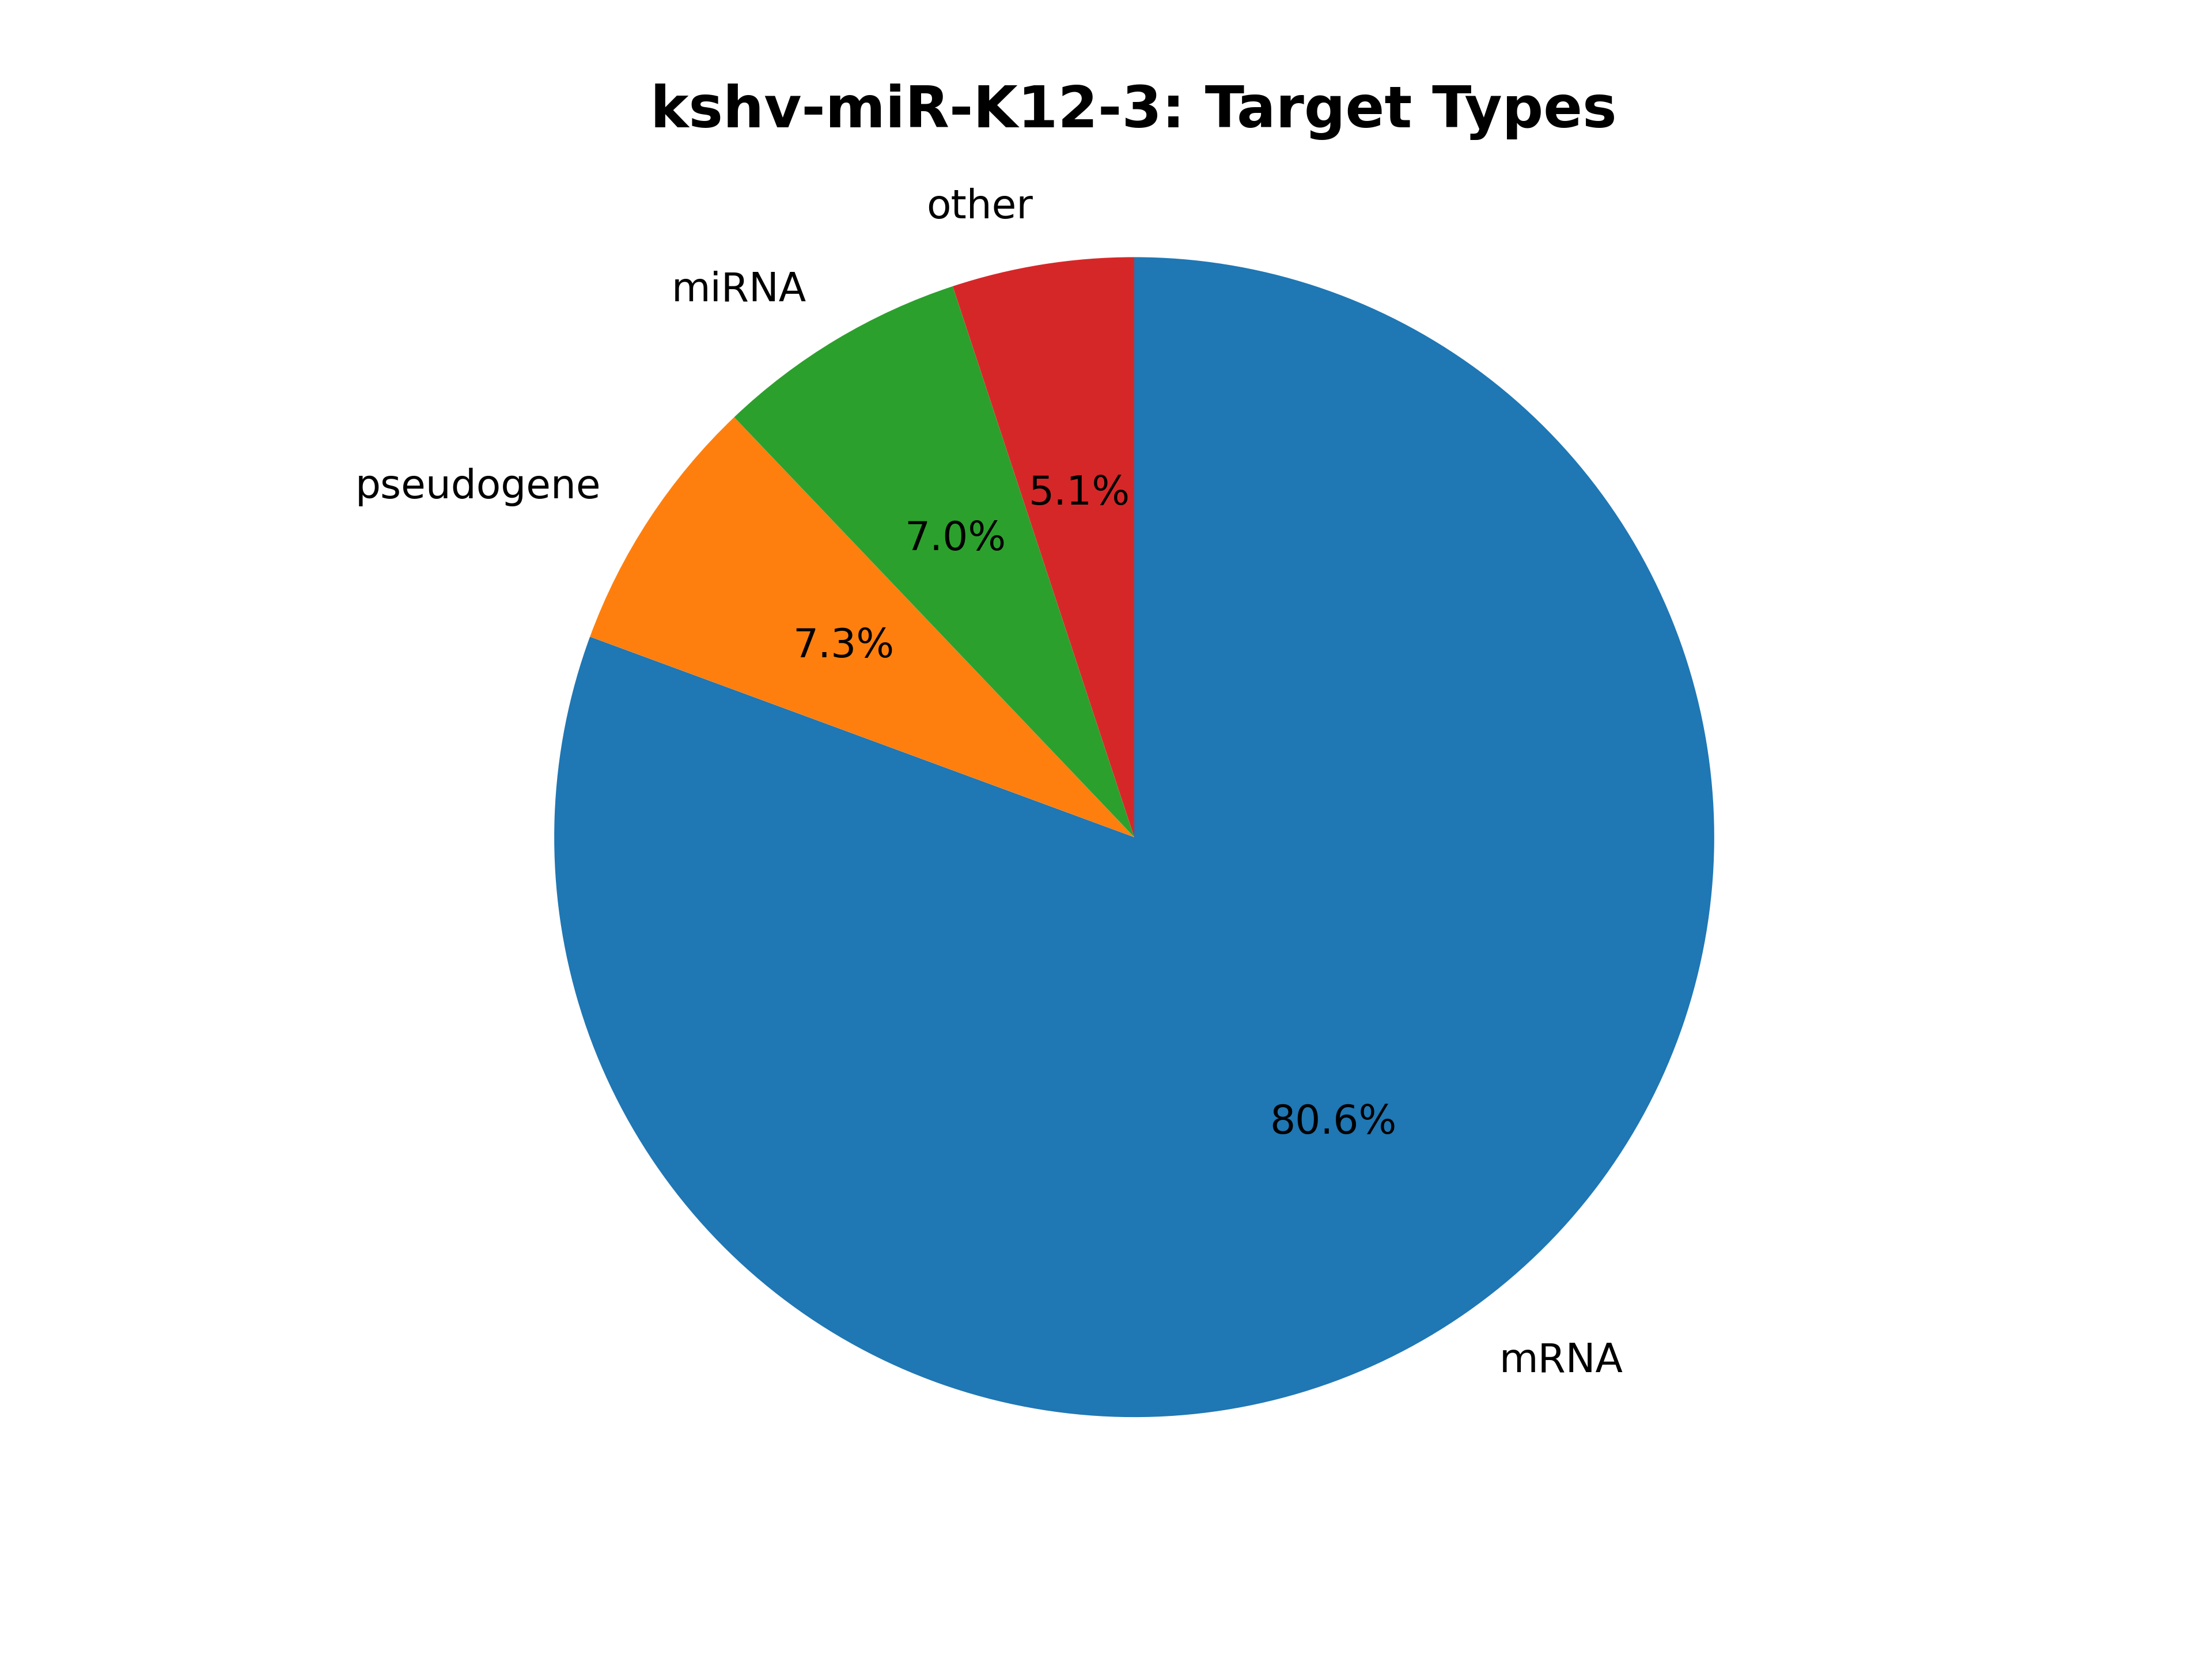 kshv-miR-K12-3: Target Types
other
miRNA
pseudogene
5.1%
7.0%
7.3%
80.6%
mRNA